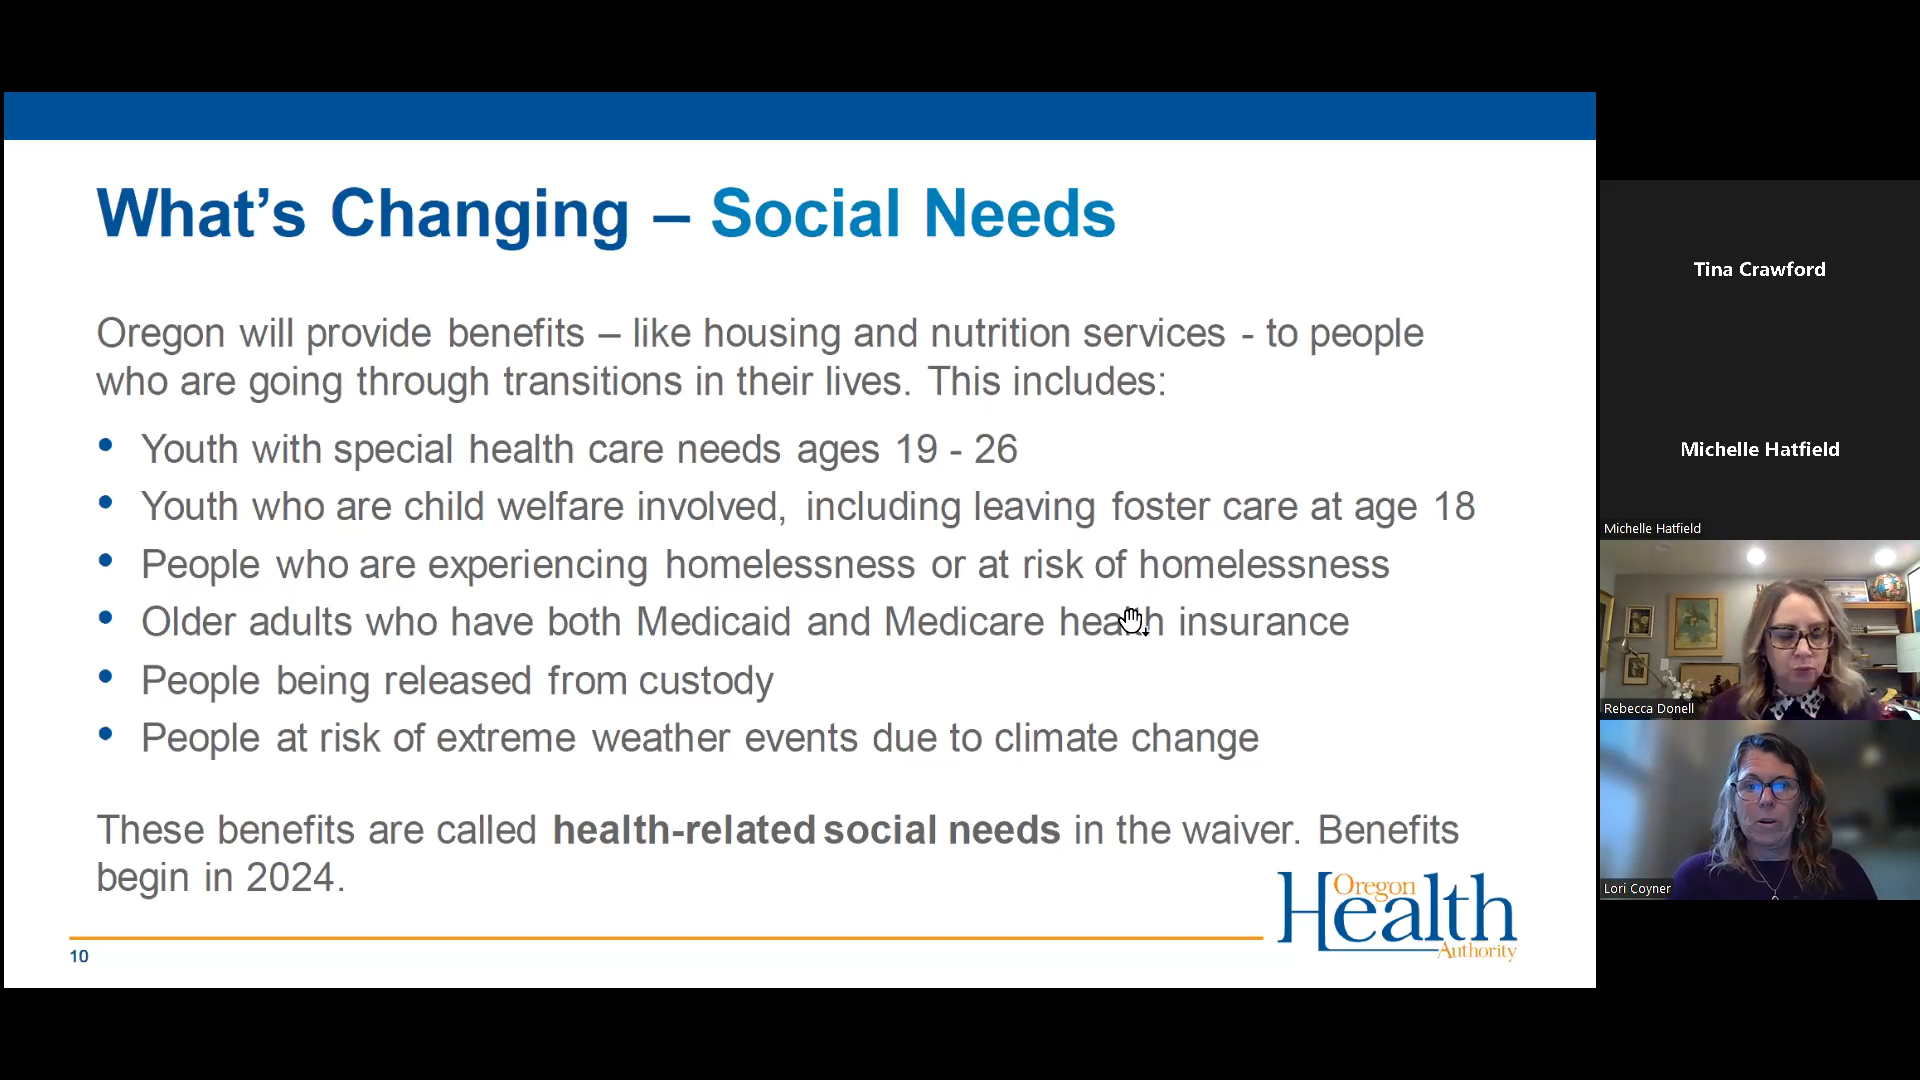 What's Changing – Social Needs
Oregon will provide benefits – like housing and nutrition services - to people
who are going through transitions in their lives. This includes:
• Youth with special health care needs ages 19 - 26
• Youth who are child welfare involved, including leaving foster care at age 18
• People who are experiencing homelessness or at risk of homelessness
• Older adults who have both Medicaid and Medicare health insurance
• People being released from custody
• People at risk of extreme weather events due to climate change
These benefits are called health-related social needs in the waiver. Benefits
begin in 2024.
10
Oregon
Health
Authority
Tina Crawford
Michelle Hatfield
Michelle Hatfield
Rebecca Donell
Lori Coyner